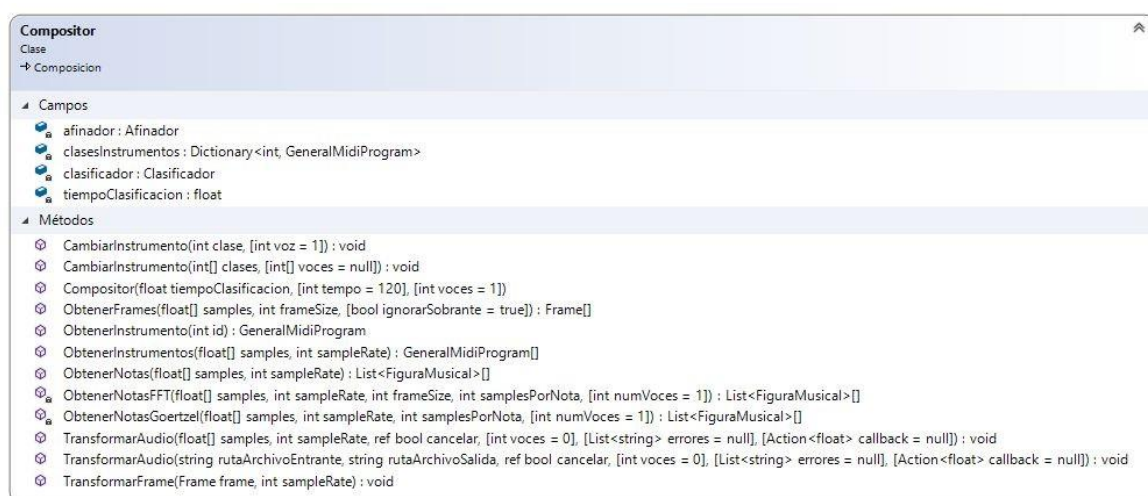 Compositor
Clase
→ Composicion
Campos
afinador : Afinador
clasesInstrumentos : Dictionary<int, GeneralMidiProgram>
clasificador : Clasificador
tiempoClasificacion : float
Métodos
CambiarInstrumento(int clase, [int voz = 1]) : void
CambiarInstrumento(int[] clases, [int[] voces = null]) : void
Compositor(float tiempoClasificacion, [int tempo = 120], [int voces = 1])
ObtenerFrames(float[] samples, int frameSize, [bool ignorarSobrante = true]) : Frame[]
ObtenerInstrumento(int id) : GeneralMidiProgram
ObtenerInstrumentos(float[] samples, int sampleRate) : GeneralMidiProgram[]
ObtenerNotas(float[] samples, int sampleRate) : List<FiguraMusical>[]
ObtenerNotasFFT(float[] samples, int sampleRate, int frameSize, int samplesPorNota, [int numVoces = 1]) : List<FiguraMusical>[]
ObtenerNotasGoertzel(float[] samples, int sampleRate, int samplesPorNota, [int numVoces = 1]) : List<FiguraMusical>[]
TransformarAudio(float[] samples, int sampleRate, ref bool cancelar, [int voces = 0], [List<string> errores = null], [Action<float> callback = null]) : void
TransformarAudio(string rutaArchivoEntrante, string rutaArchivoSalida, ref bool cancelar, [int voces = 0], [List<string> errores = null], [Action<float> callback = null]) : void
TransformarFrame(Frame frame, int sampleRate) : void